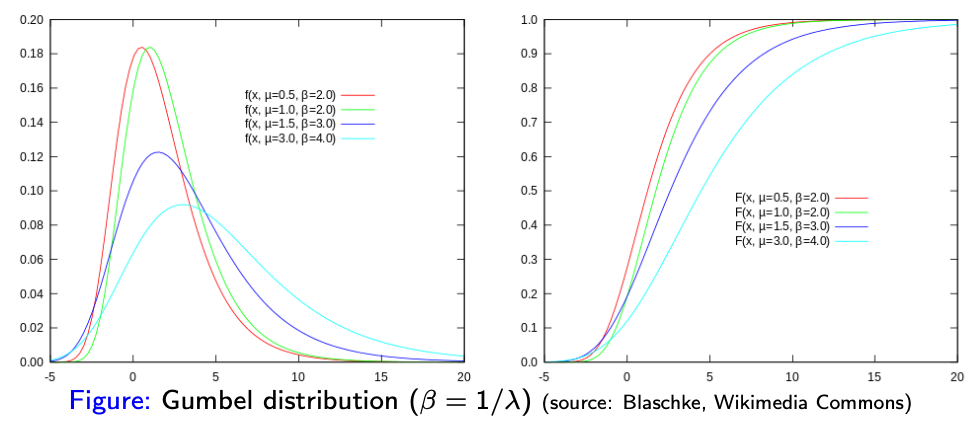 0.20
0.18
0.16
0.14
0.12
0.10
0.08
0.06
0.04
0.02
0.00
-5 0 5 10 15 20
f(x, μ=0.5, β=2.0)
f(x, μ=1.0, β=2.0)
f(x, μ=1.5, β=3.0)
f(x, μ=3.0, β=4.0)
1.0
0.9
0.8
0.7
0.6
0.5
0.4
0.3
0.2
0.1
0.0
-5 0 5 10 15 20
F(x, μ=0.5, β=2.0)
F(x, μ=1.0, β=2.0)
F(x, μ=1.5, β=3.0)
F(x, μ=3.0, β=4.0)
Figure: Gumbel distribution (β = 1/λ) (source: Blaschke, Wikimedia Commons)